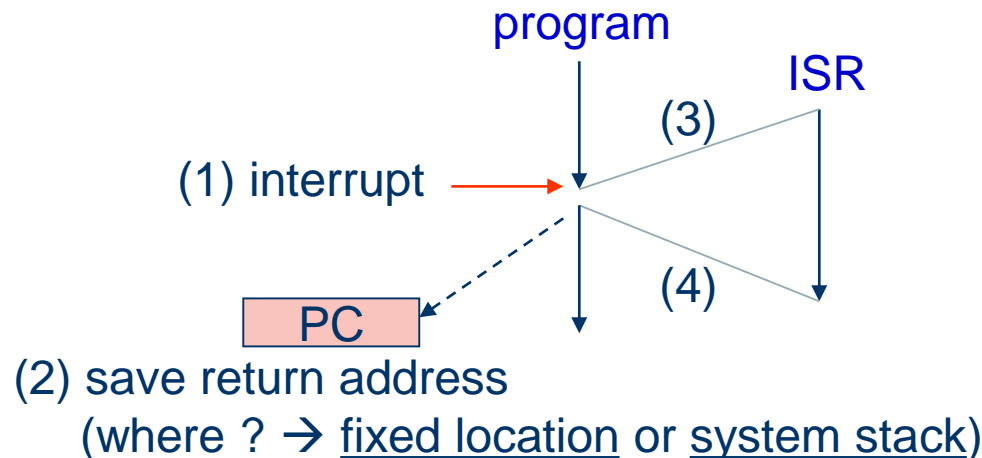 program
ISR
(3)
(1) interrupt
(4)
PC
(2) save return address
(where ? → fixed location or system stack)